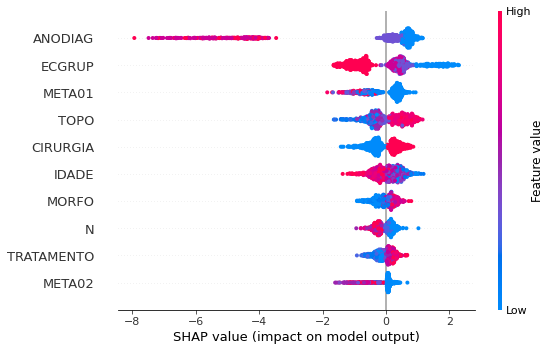 High
ANODIAG
ECGRUP
META01
TOPO
CIRURGIA
IDADE
MORFO
N
TRATAMENTO
META02
Feature value
Low
−8 −6 −4 −2 0 2
SHAP value (impact on model output)